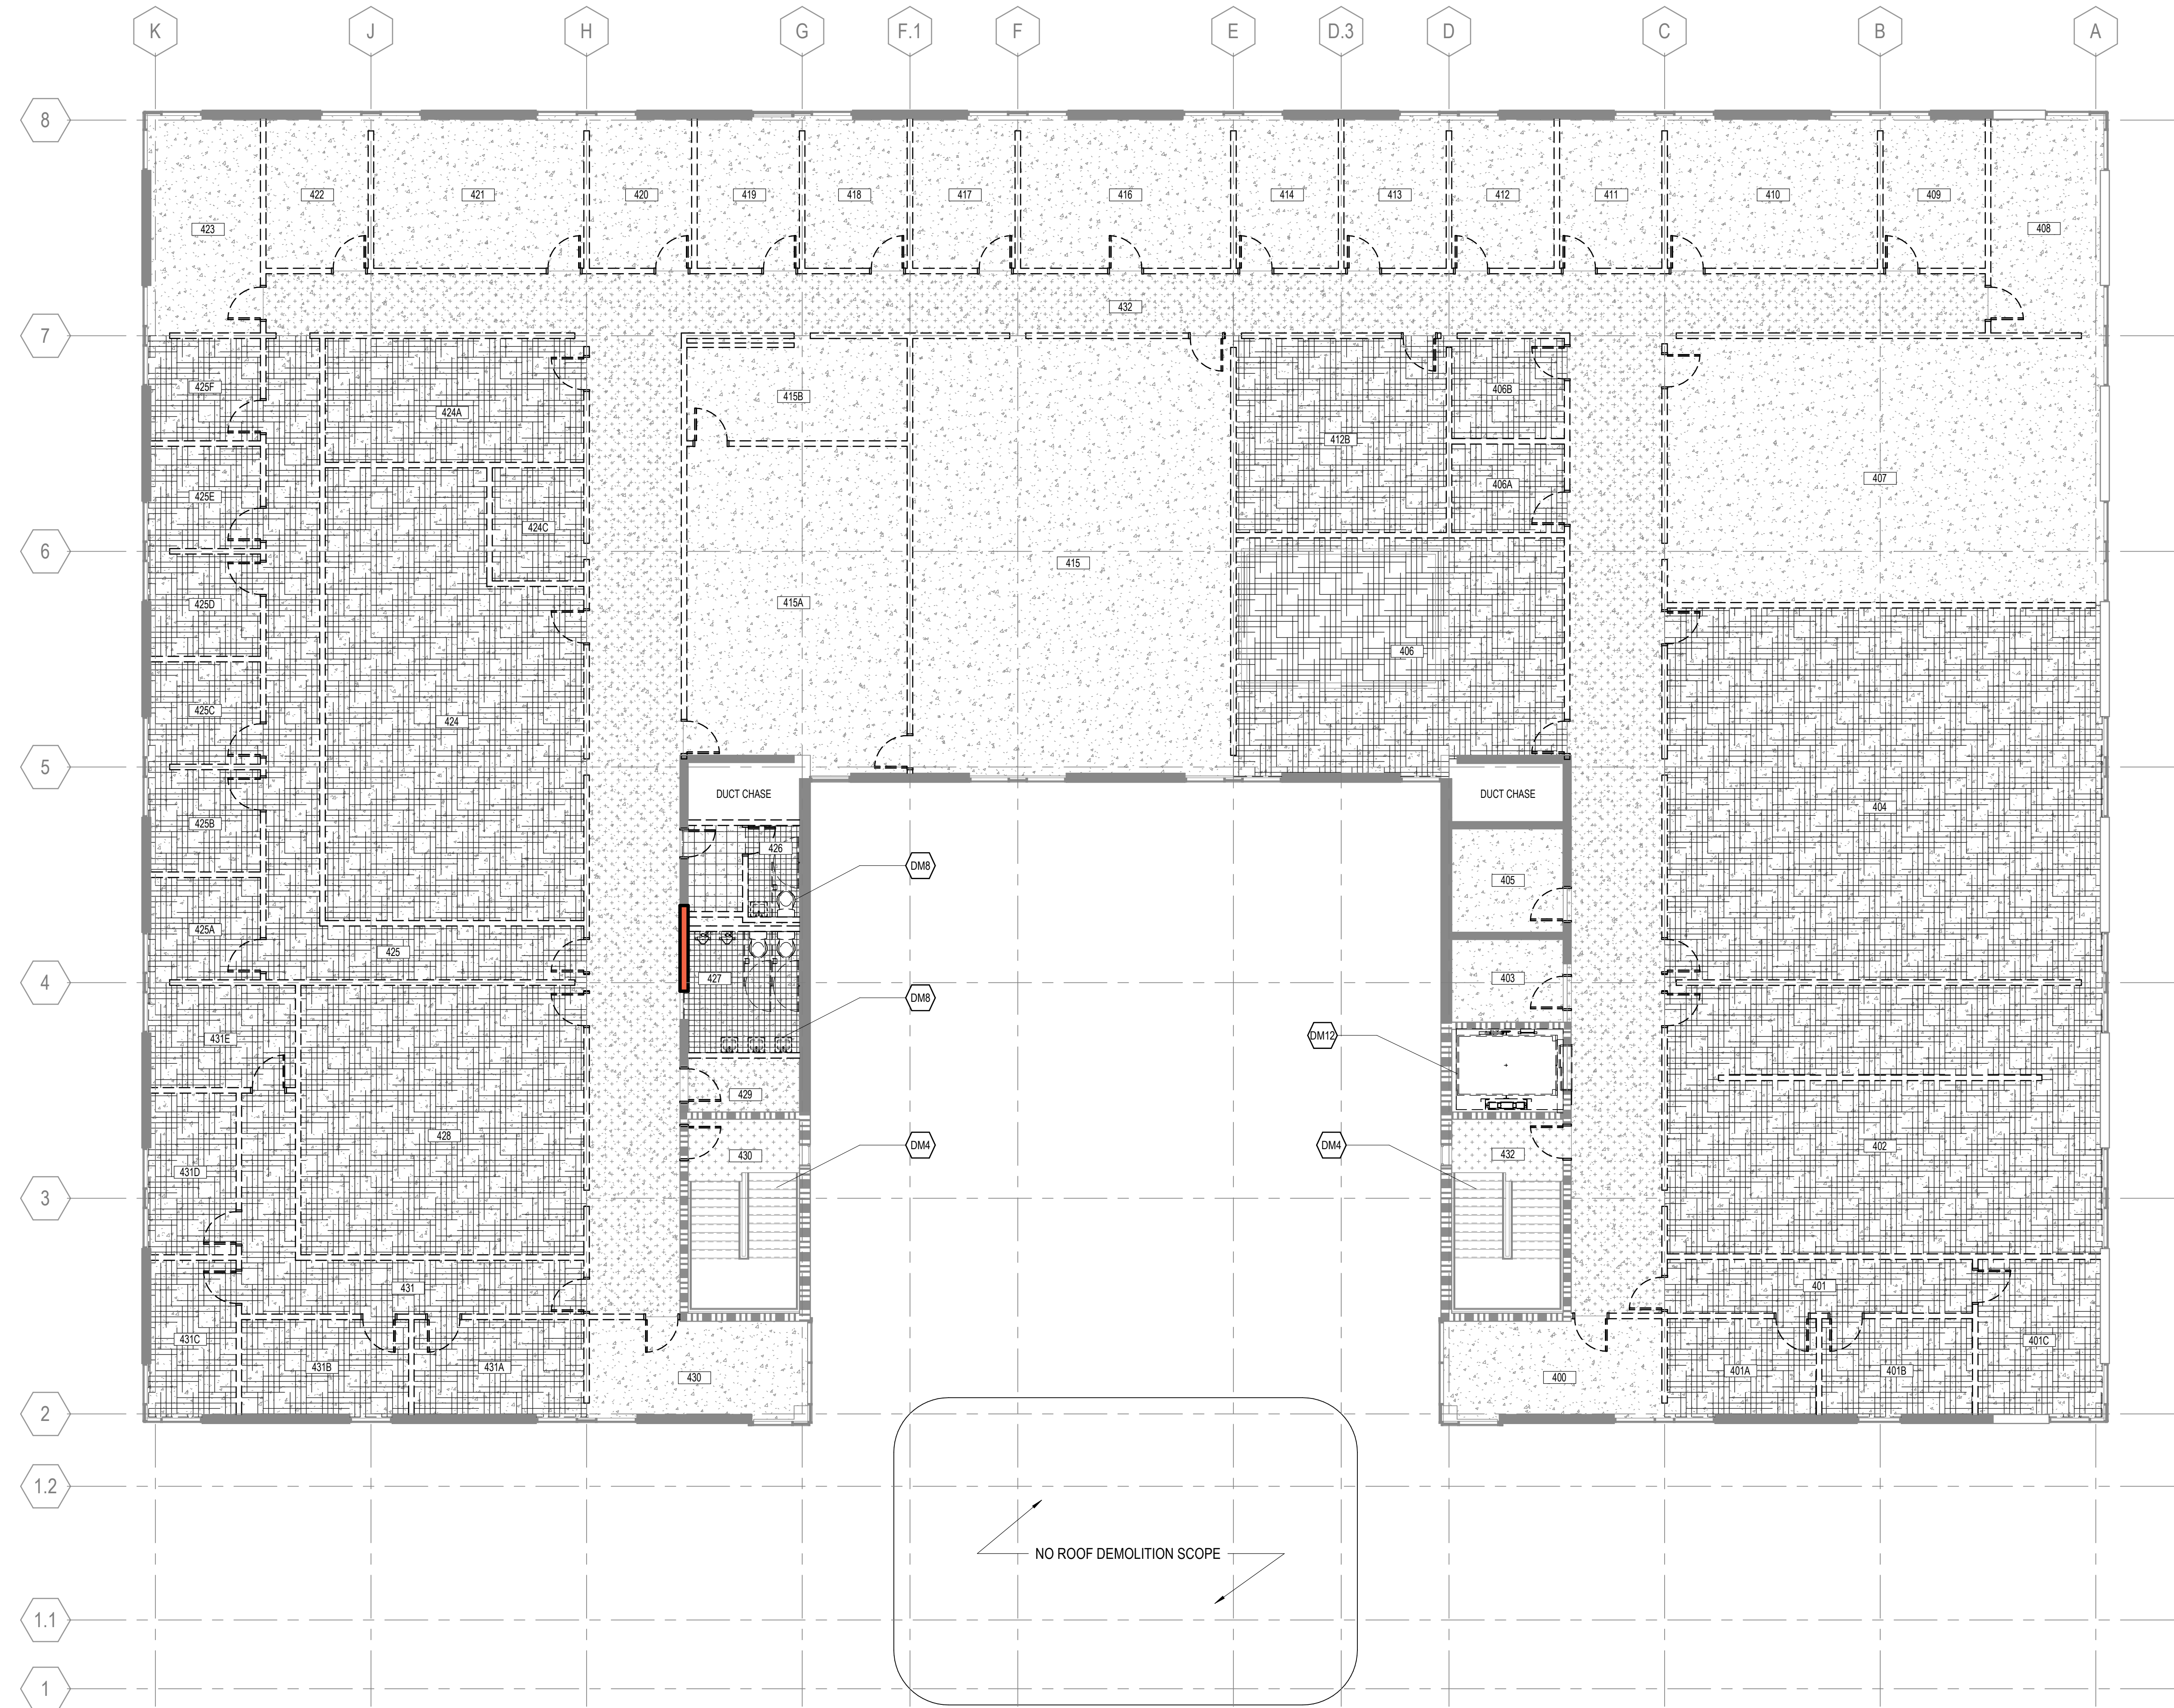 K J H G F.1 F E D.3 D C B A
8
422 421 420 419 418 417 416 414 413 412 411 410 409
423 408
432
7
425F 415B 406B
424A
412B
407
425E 424C 406A
6
415
425D 415A
406
425C 424
5
DUCT CHASE DUCT CHASE
404
425B
426
DM8
405
425A
425
427 403
4
DM8
431E DM12
429
428
DM4 DM4
402
430 432
431D
3
431 401
431C 401C
431B 431A 401A 401B
430 400
2
1.2
NO ROOF DEMOLITION SCOPE
1.1
1